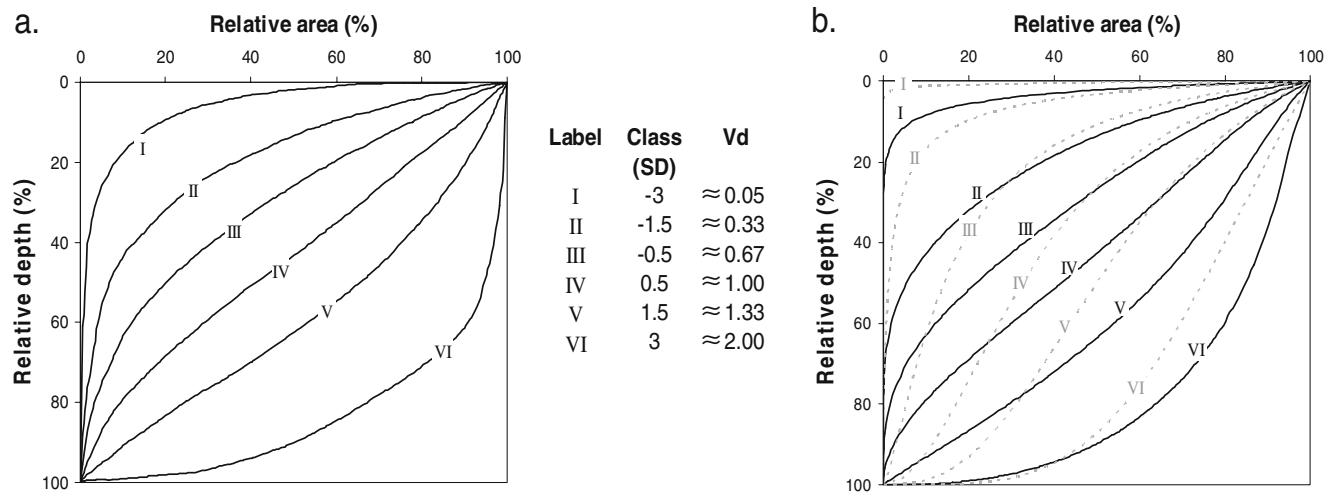 a.
Relative area (%)
0 20 40 60 80 100
0
20
40
60
80
100
Relative depth (%)
I
II
III
IV
V
VI
Label Class (SD) Vd
I -3 ≈0.05
II -1.5 ≈0.33
III -0.5 ≈0.67
IV 0.5 ≈1.00
V 1.5 ≈1.33
VI 3 ≈2.00
b.
Relative area (%)
0 20 40 60 80 100
0
20
40
60
80
100
Relative depth (%)
I
I
II
II
III
III
IV
IV
V
V
VI
VI